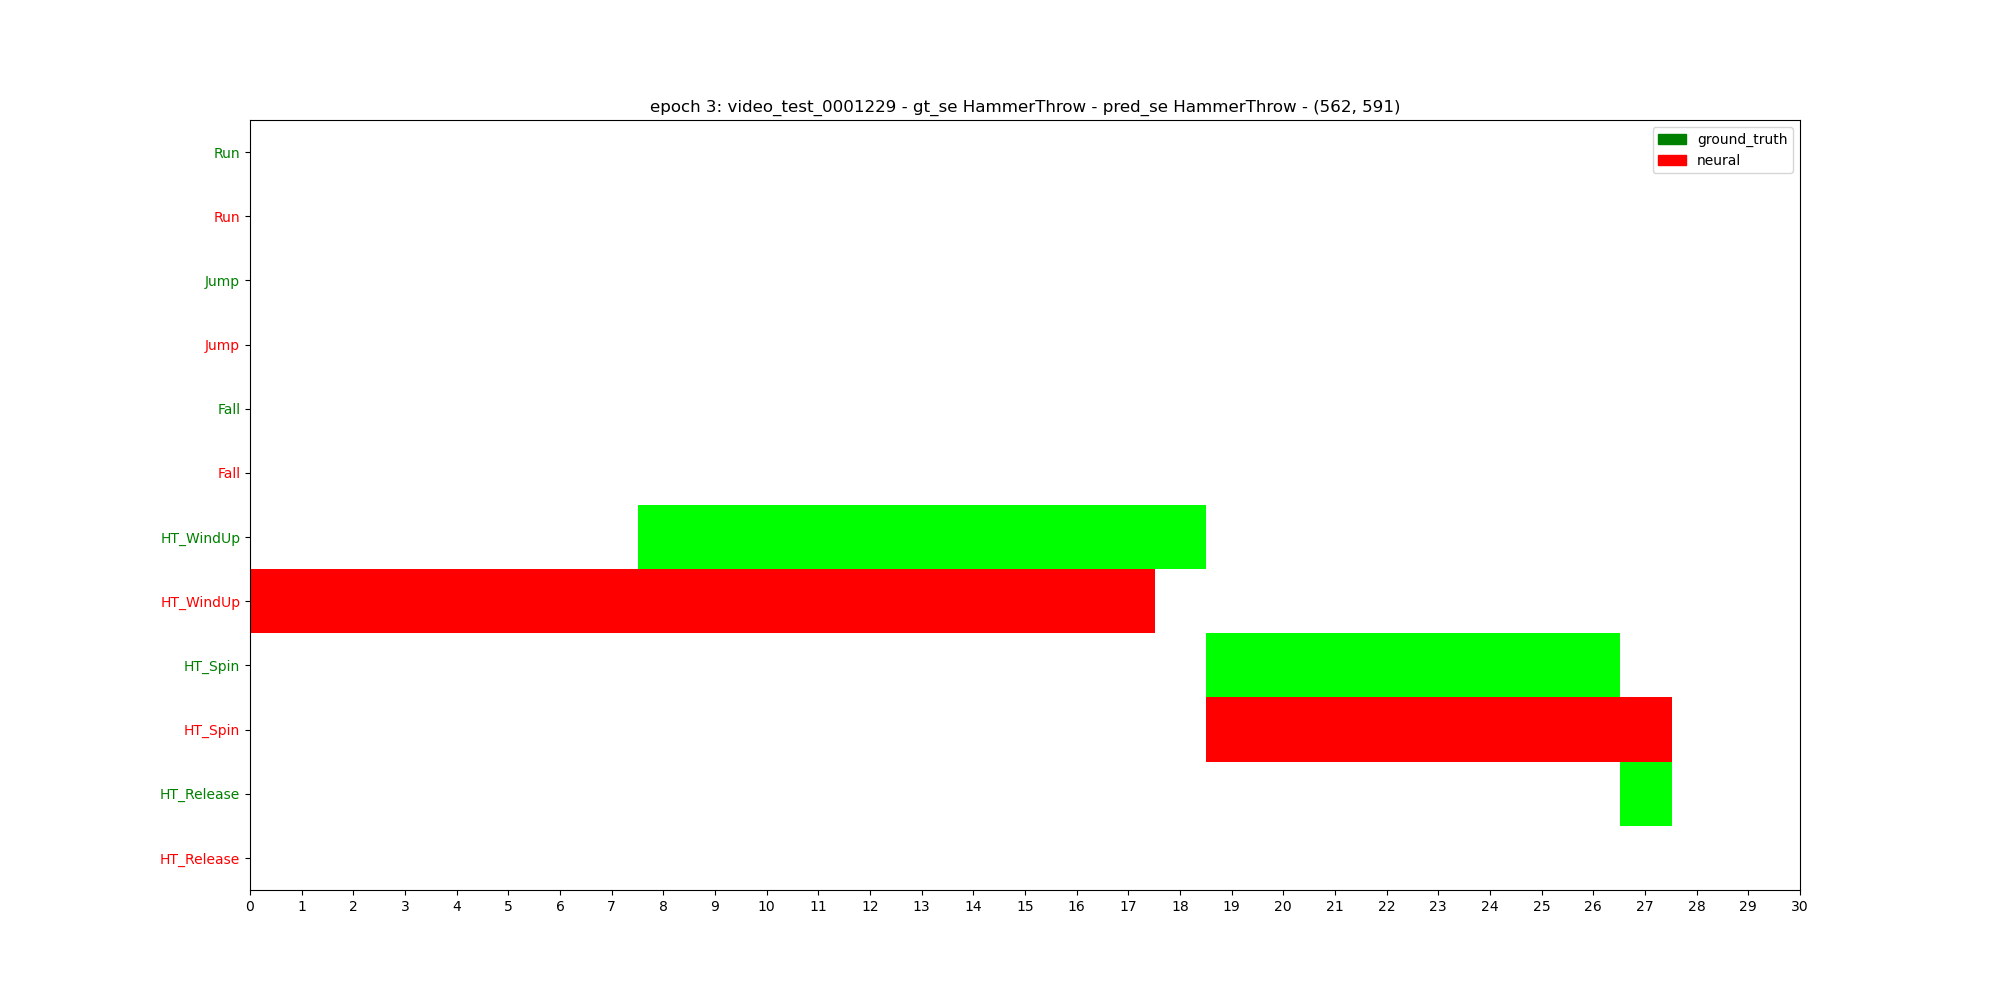 epoch 3: video_test_0001229 - gt_se HammerThrow - pred_se HammerThrow - (562, 591)
ground_truth
neural
Run
Run
Jump
Jump
Fall
Fall
HT_WindUp
HT_WindUp
HT_Spin
HT_Spin
HT_Release
HT_Release
0 1 2 3 4 5 6 7 8 9 10 11 12 13 14 15 16 17 18 19 20 21 22 23 24 25 26 27 28 29 30